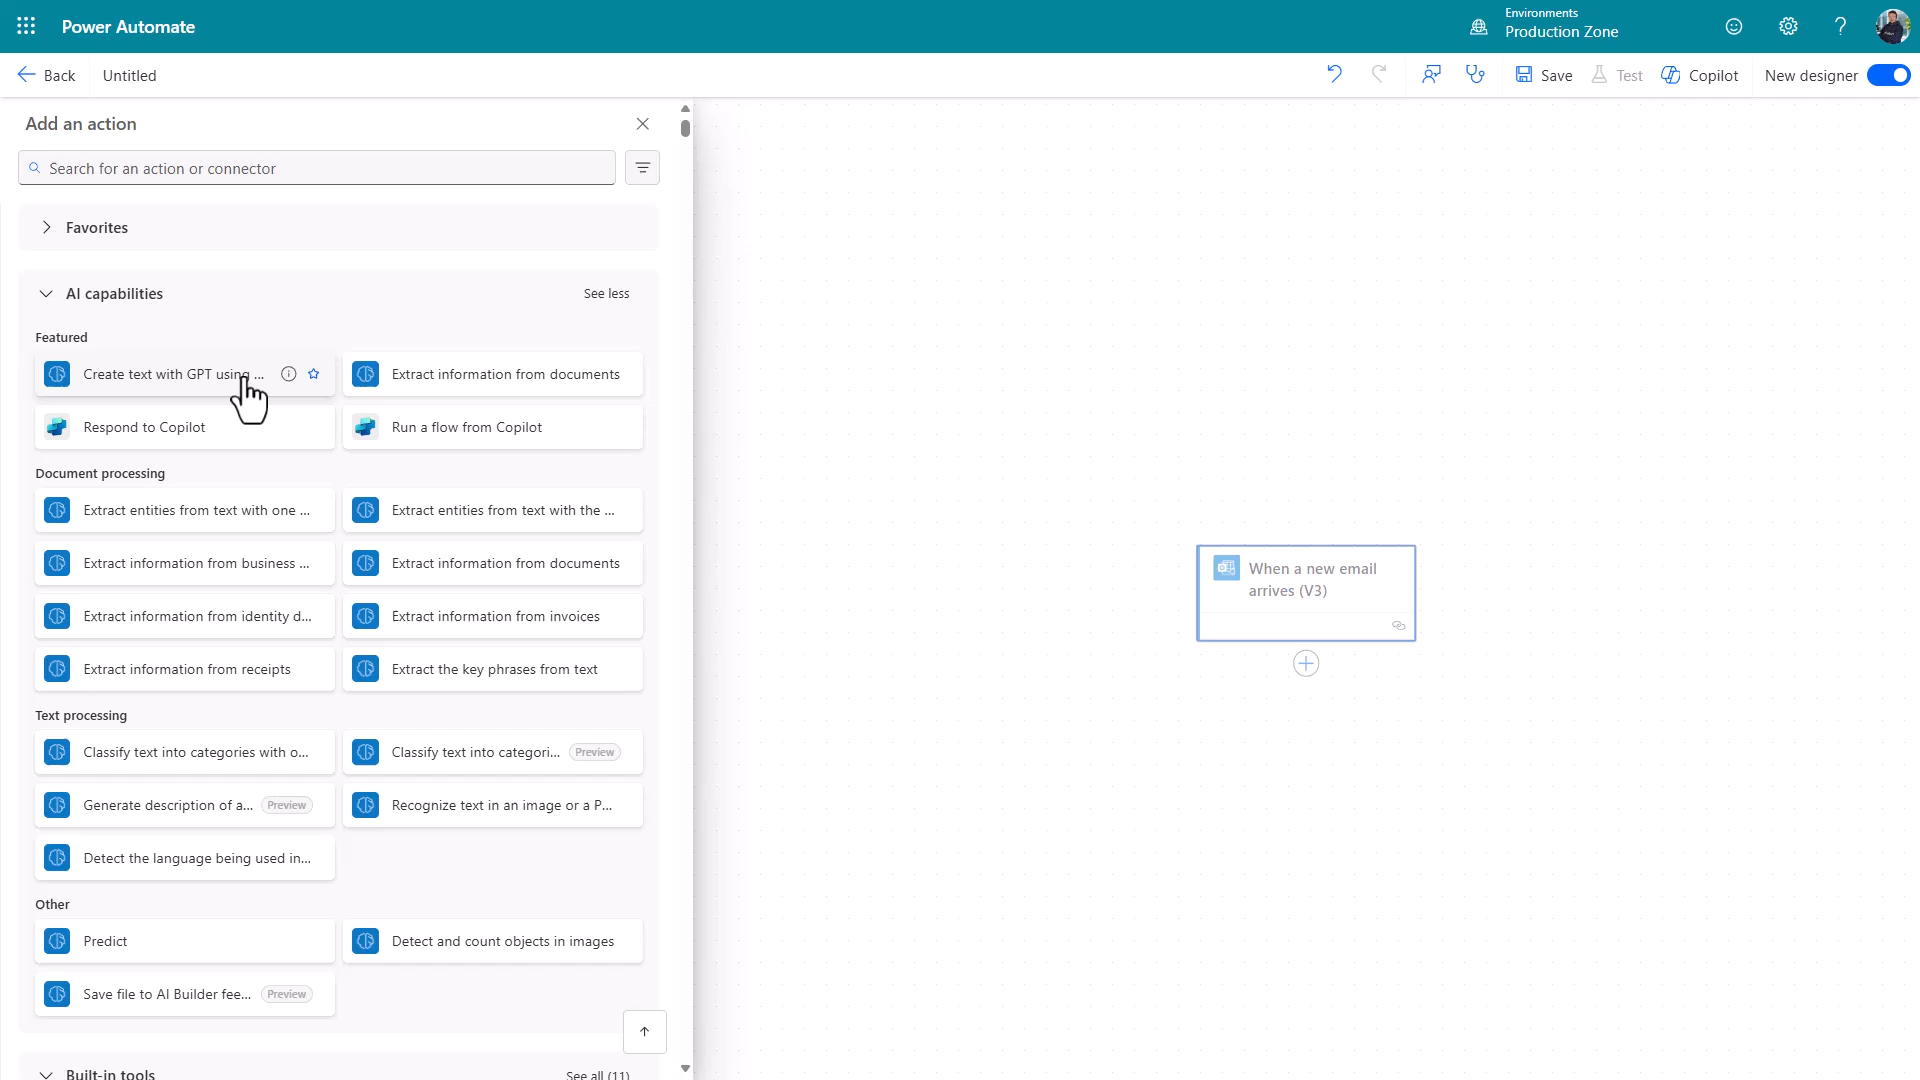 Power Automate
Environments
Production Zone
Back
Untitled
Save
Test
Copilot
New designer
Add an action
Search for an action or connector
Favorites
AI capabilities
See less
Featured
Create text with GPT using ...
Extract information from documents
Respond to Copilot
Run a flow from Copilot
Document processing
Extract entities from text with one ...
Extract entities from text with the ...
Extract information from business ...
Extract information from documents
Extract information from identity d...
Extract information from invoices
Extract information from receipts
Extract the key phrases from text
Text processing
Classify text into categories with o...
Classify text into categori... Preview
Generate description of a... Preview
Recognize text in an image or a P...
Detect the language being used in...
Other
Predict
Detect and count objects in images
Save file to AI Builder fee... Preview
Built-in tools
See all (11)
When a new email
arrives (V3)